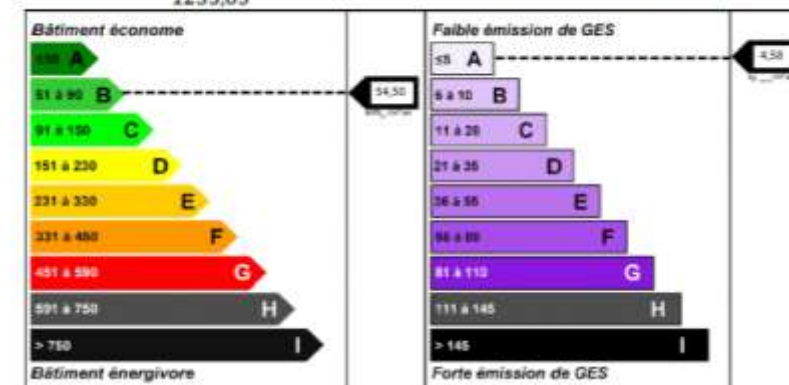 Bâtiment économe
A
51 à 90 B
54,50
91 à 150 C
151 à 230 D
231 à 330 E
331 à 450 F
451 à 590 G
591 à 750 H
> 750 I
Bâtiment énergivore
Faible émission de GES
≤5 A
4,58
6 à 10 B
11 à 20 C
21 à 35 D
36 à 55 E
56 à 80 F
81 à 110 G
111 à 145 H
> 145 I
Forte émission de GES